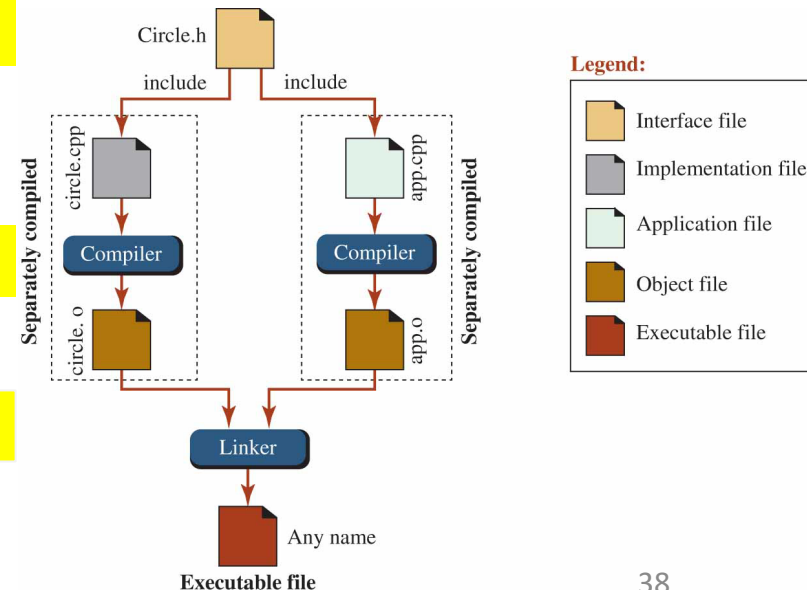 Circle.h
include
include
circle.cpp
app.cpp
Separately compiled
Compiler
Compiler
Separately compiled
circle. o
app.o
Linker
Any name
Executable file
Legend:
Interface file
Implementation file
Application file
Object file
Executable file
38